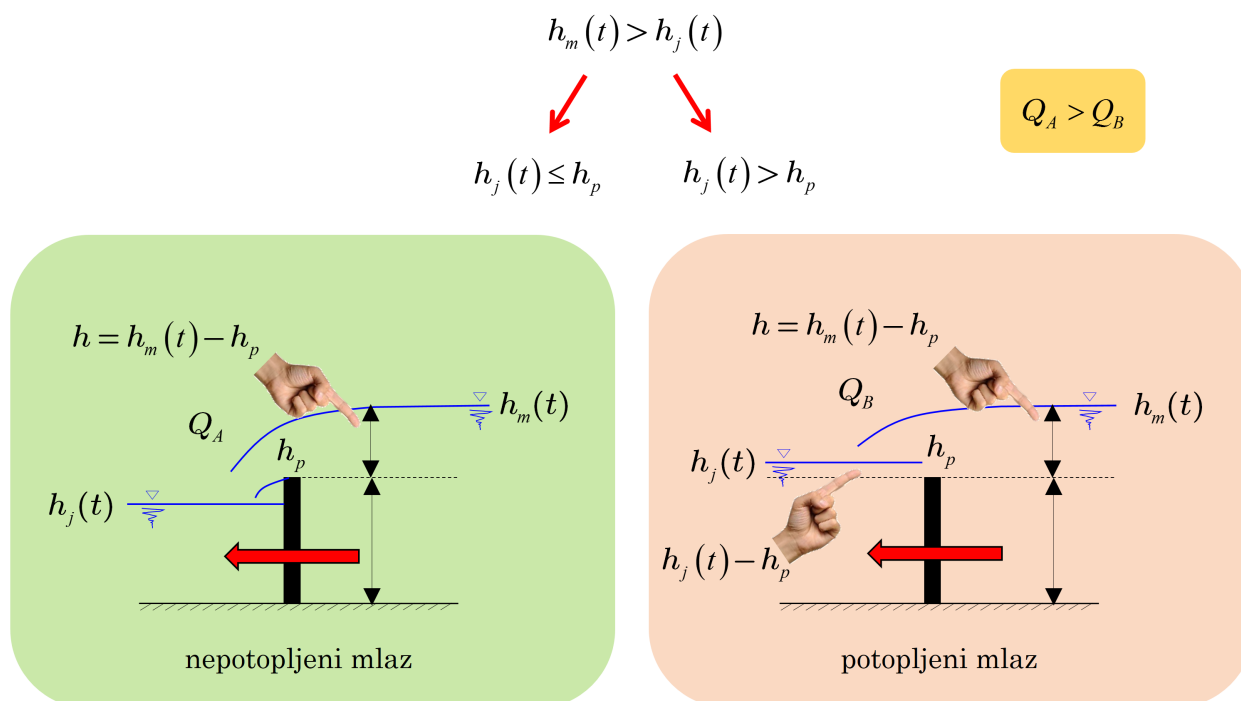 h_m(t) > h_j(t)
Q_A > Q_B
h_j(t) ≤ h_p
h_j(t) > h_p
h = h_m(t) − h_p
Q_A
h_m(t)
h_p
h_j(t)
nepotopljeni mlaz
h = h_m(t) − h_p
Q_B
h_m(t)
h_j(t)
h_p
h_j(t) − h_p
potopljeni mlaz